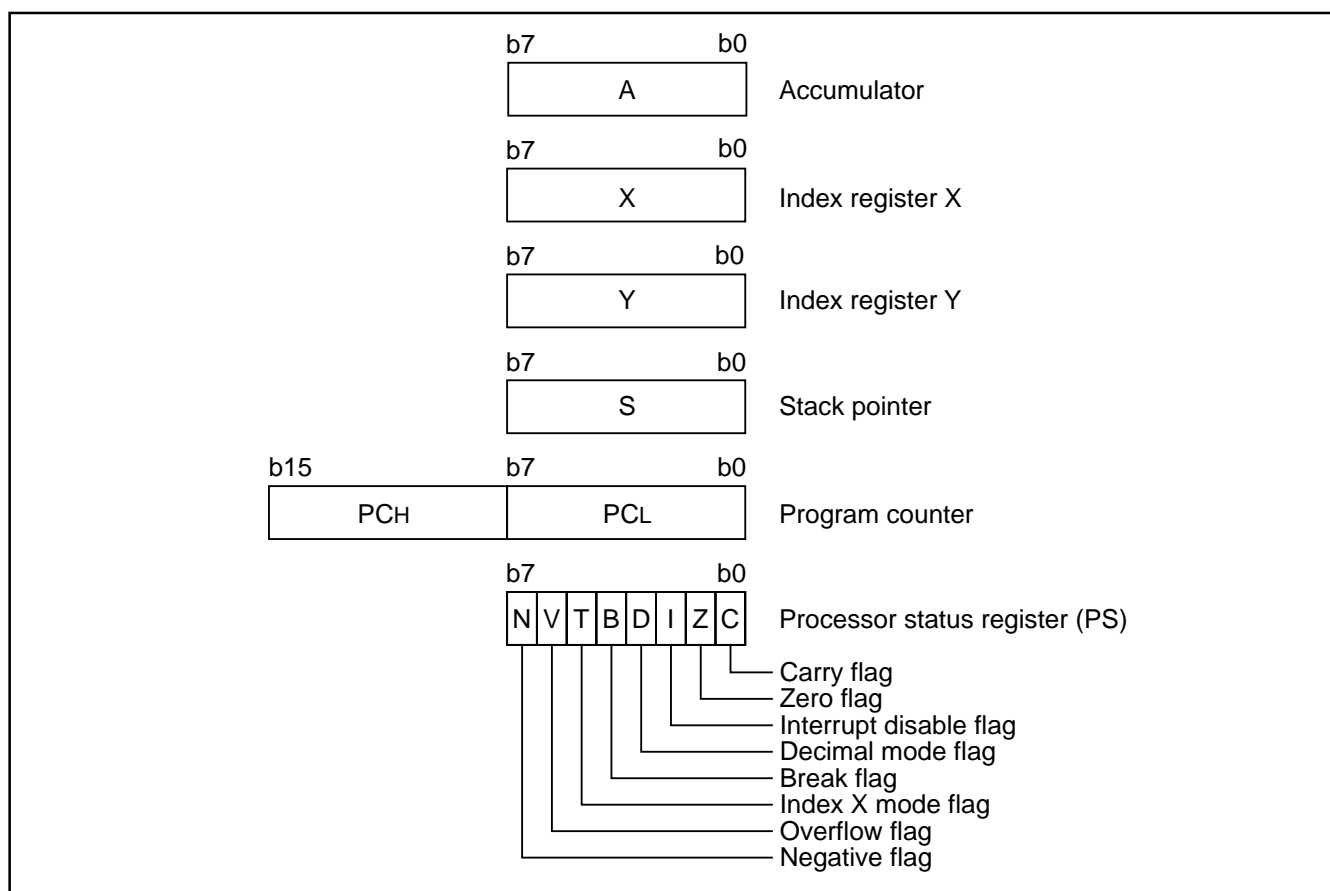 b7 b0
A Accumulator
b7 b0
X Index register X
b7 b0
Y Index register Y
b7 b0
S Stack pointer
b15 b7 b0
PCH PCL Program counter
b7 b0
N V T B D I Z C Processor status register (PS)
Carry flag
Zero flag
Interrupt disable flag
Decimal mode flag
Break flag
Index X mode flag
Overflow flag
Negative flag